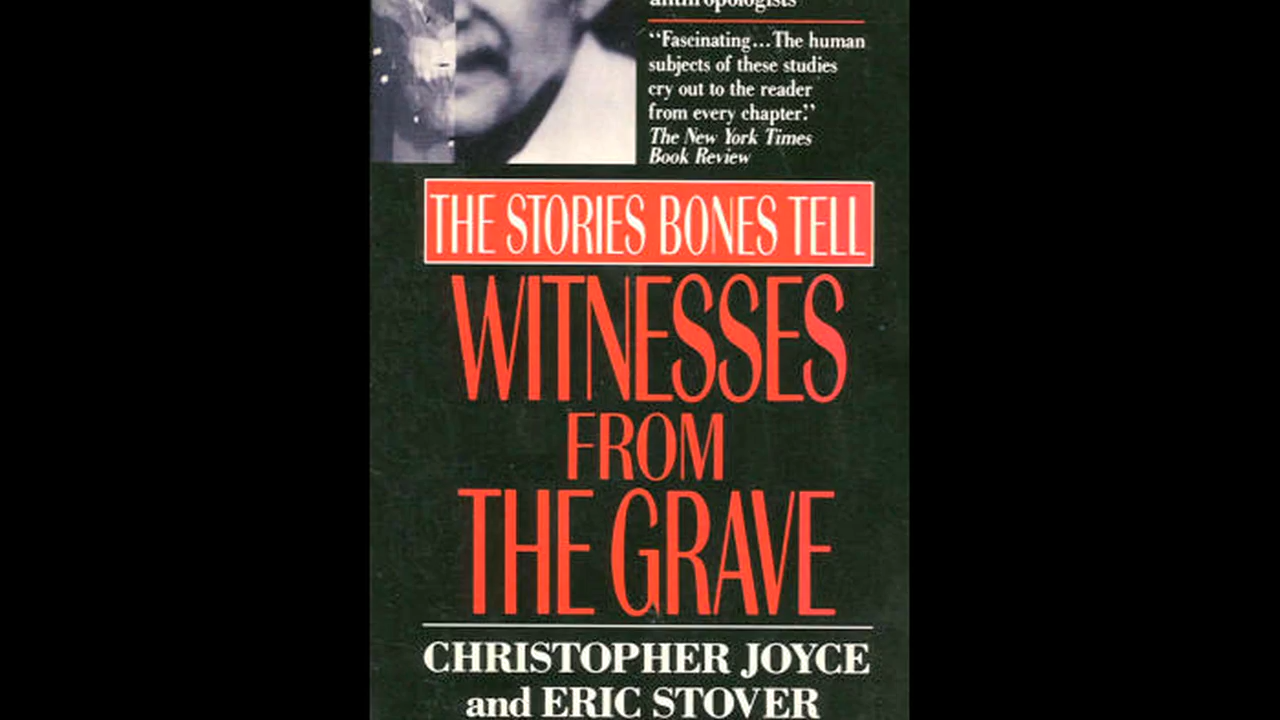 anthropologists
“Fascinating...The human
subjects of these studies
cry out to the reader
from every chapter.”
The New York Times
Book Review
THE STORIES BONES TELL
WITNESSES
FROM
THE GRAVE
CHRISTOPHER JOYCE
and ERIC STOVER